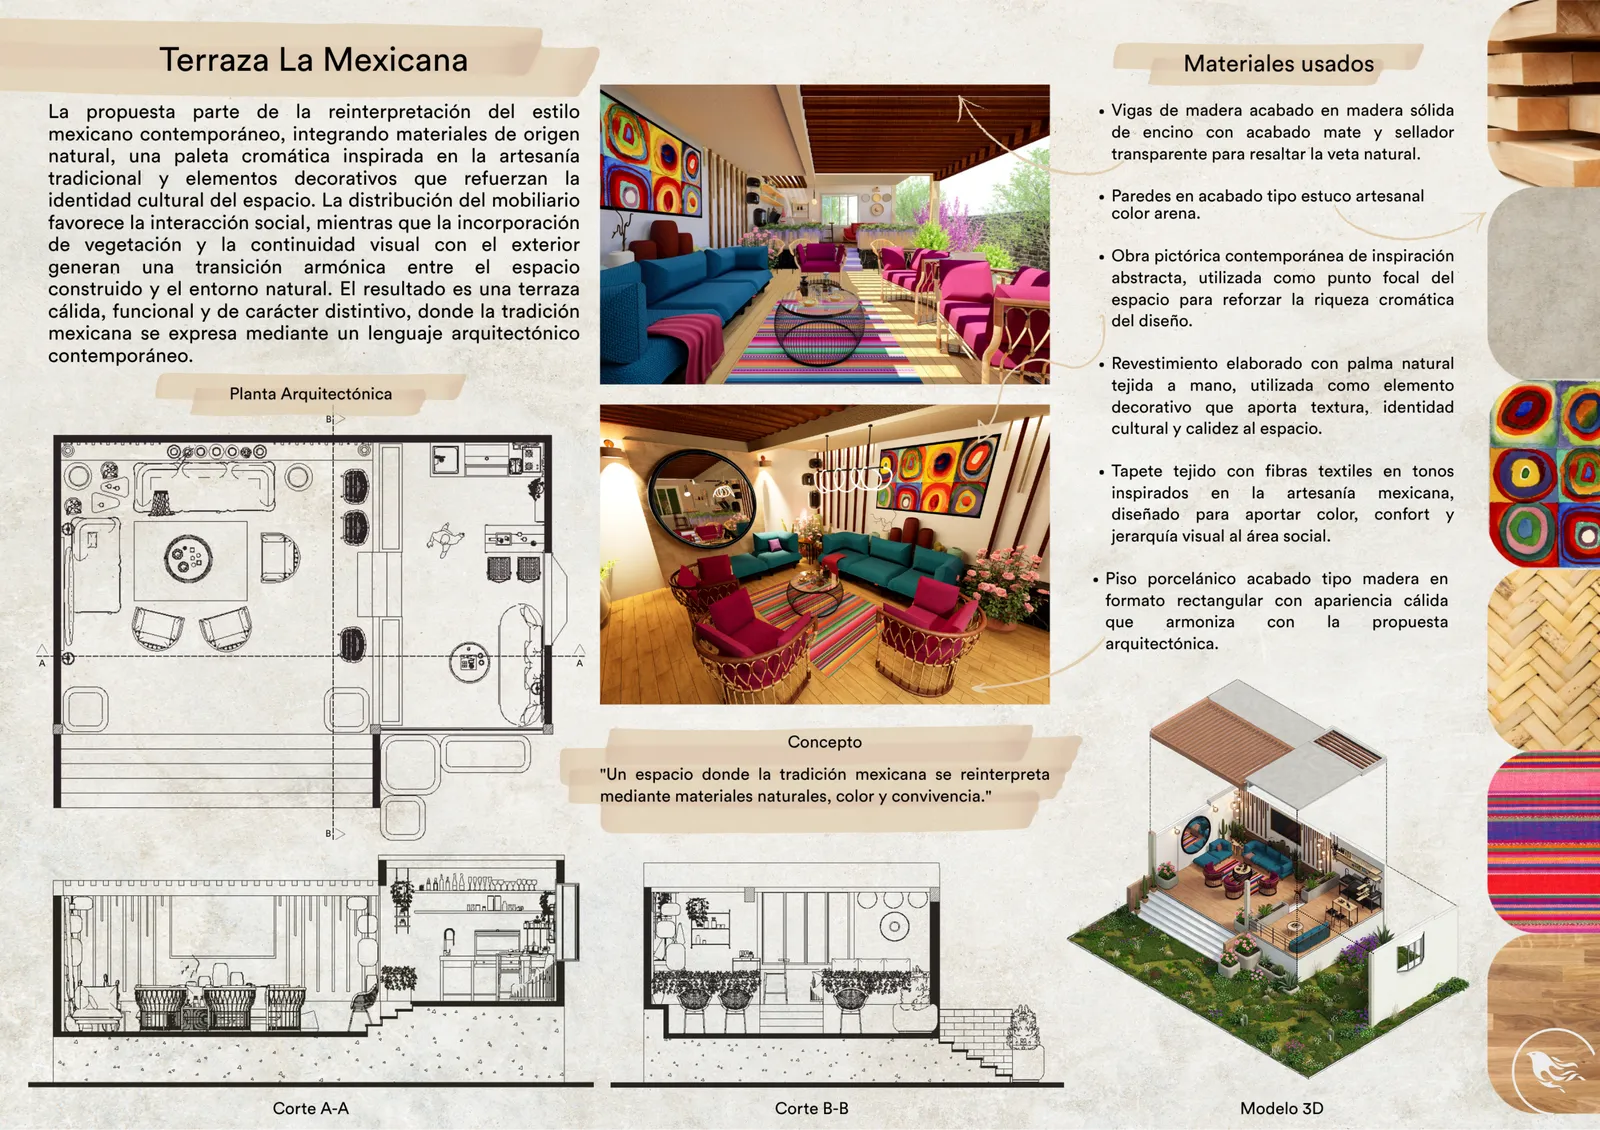 Terraza La Mexicana
La propuesta parte de la reinterpretación del estilo
mexicano contemporáneo, integrando materiales de origen
natural, una paleta cromática inspirada en la artesanía
tradicional y elementos decorativos que refuerzan la
identidad cultural del espacio. La distribución del mobiliario
favorece la interacción social, mientras que la incorporación
de vegetación y la continuidad visual con el exterior
generan una transición armónica entre el espacio
construido y el entorno natural. El resultado es una terraza
cálida, funcional y de carácter distintivo, donde la tradición
mexicana se expresa mediante un lenguaje arquitectónico
contemporáneo.
Planta Arquitectónica
B
A
A
B
Corte A-A
Concepto
"Un espacio donde la tradición mexicana se reinterpreta
mediante materiales naturales, color y convivencia."
Corte B-B
Materiales usados
• Vigas de madera acabado en madera sólida
de encino con acabado mate y sellador
transparente para resaltar la veta natural.
• Paredes en acabado tipo estuco artesanal
color arena.
• Obra pictórica contemporánea de inspiración
abstracta, utilizada como punto focal del
espacio para reforzar la riqueza cromática
del diseño.
• Revestimiento elaborado con palma natural
tejida a mano, utilizada como elemento
decorativo que aporta textura, identidad
cultural y calidez al espacio.
• Tapete tejido con fibras textiles en tonos
inspirados en la artesanía mexicana,
diseñado para aportar color, confort y
jerarquía visual al área social.
• Piso porcelánico acabado tipo madera en
formato rectangular con apariencia cálida
que armoniza con la propuesta
arquitectónica.
Modelo 3D